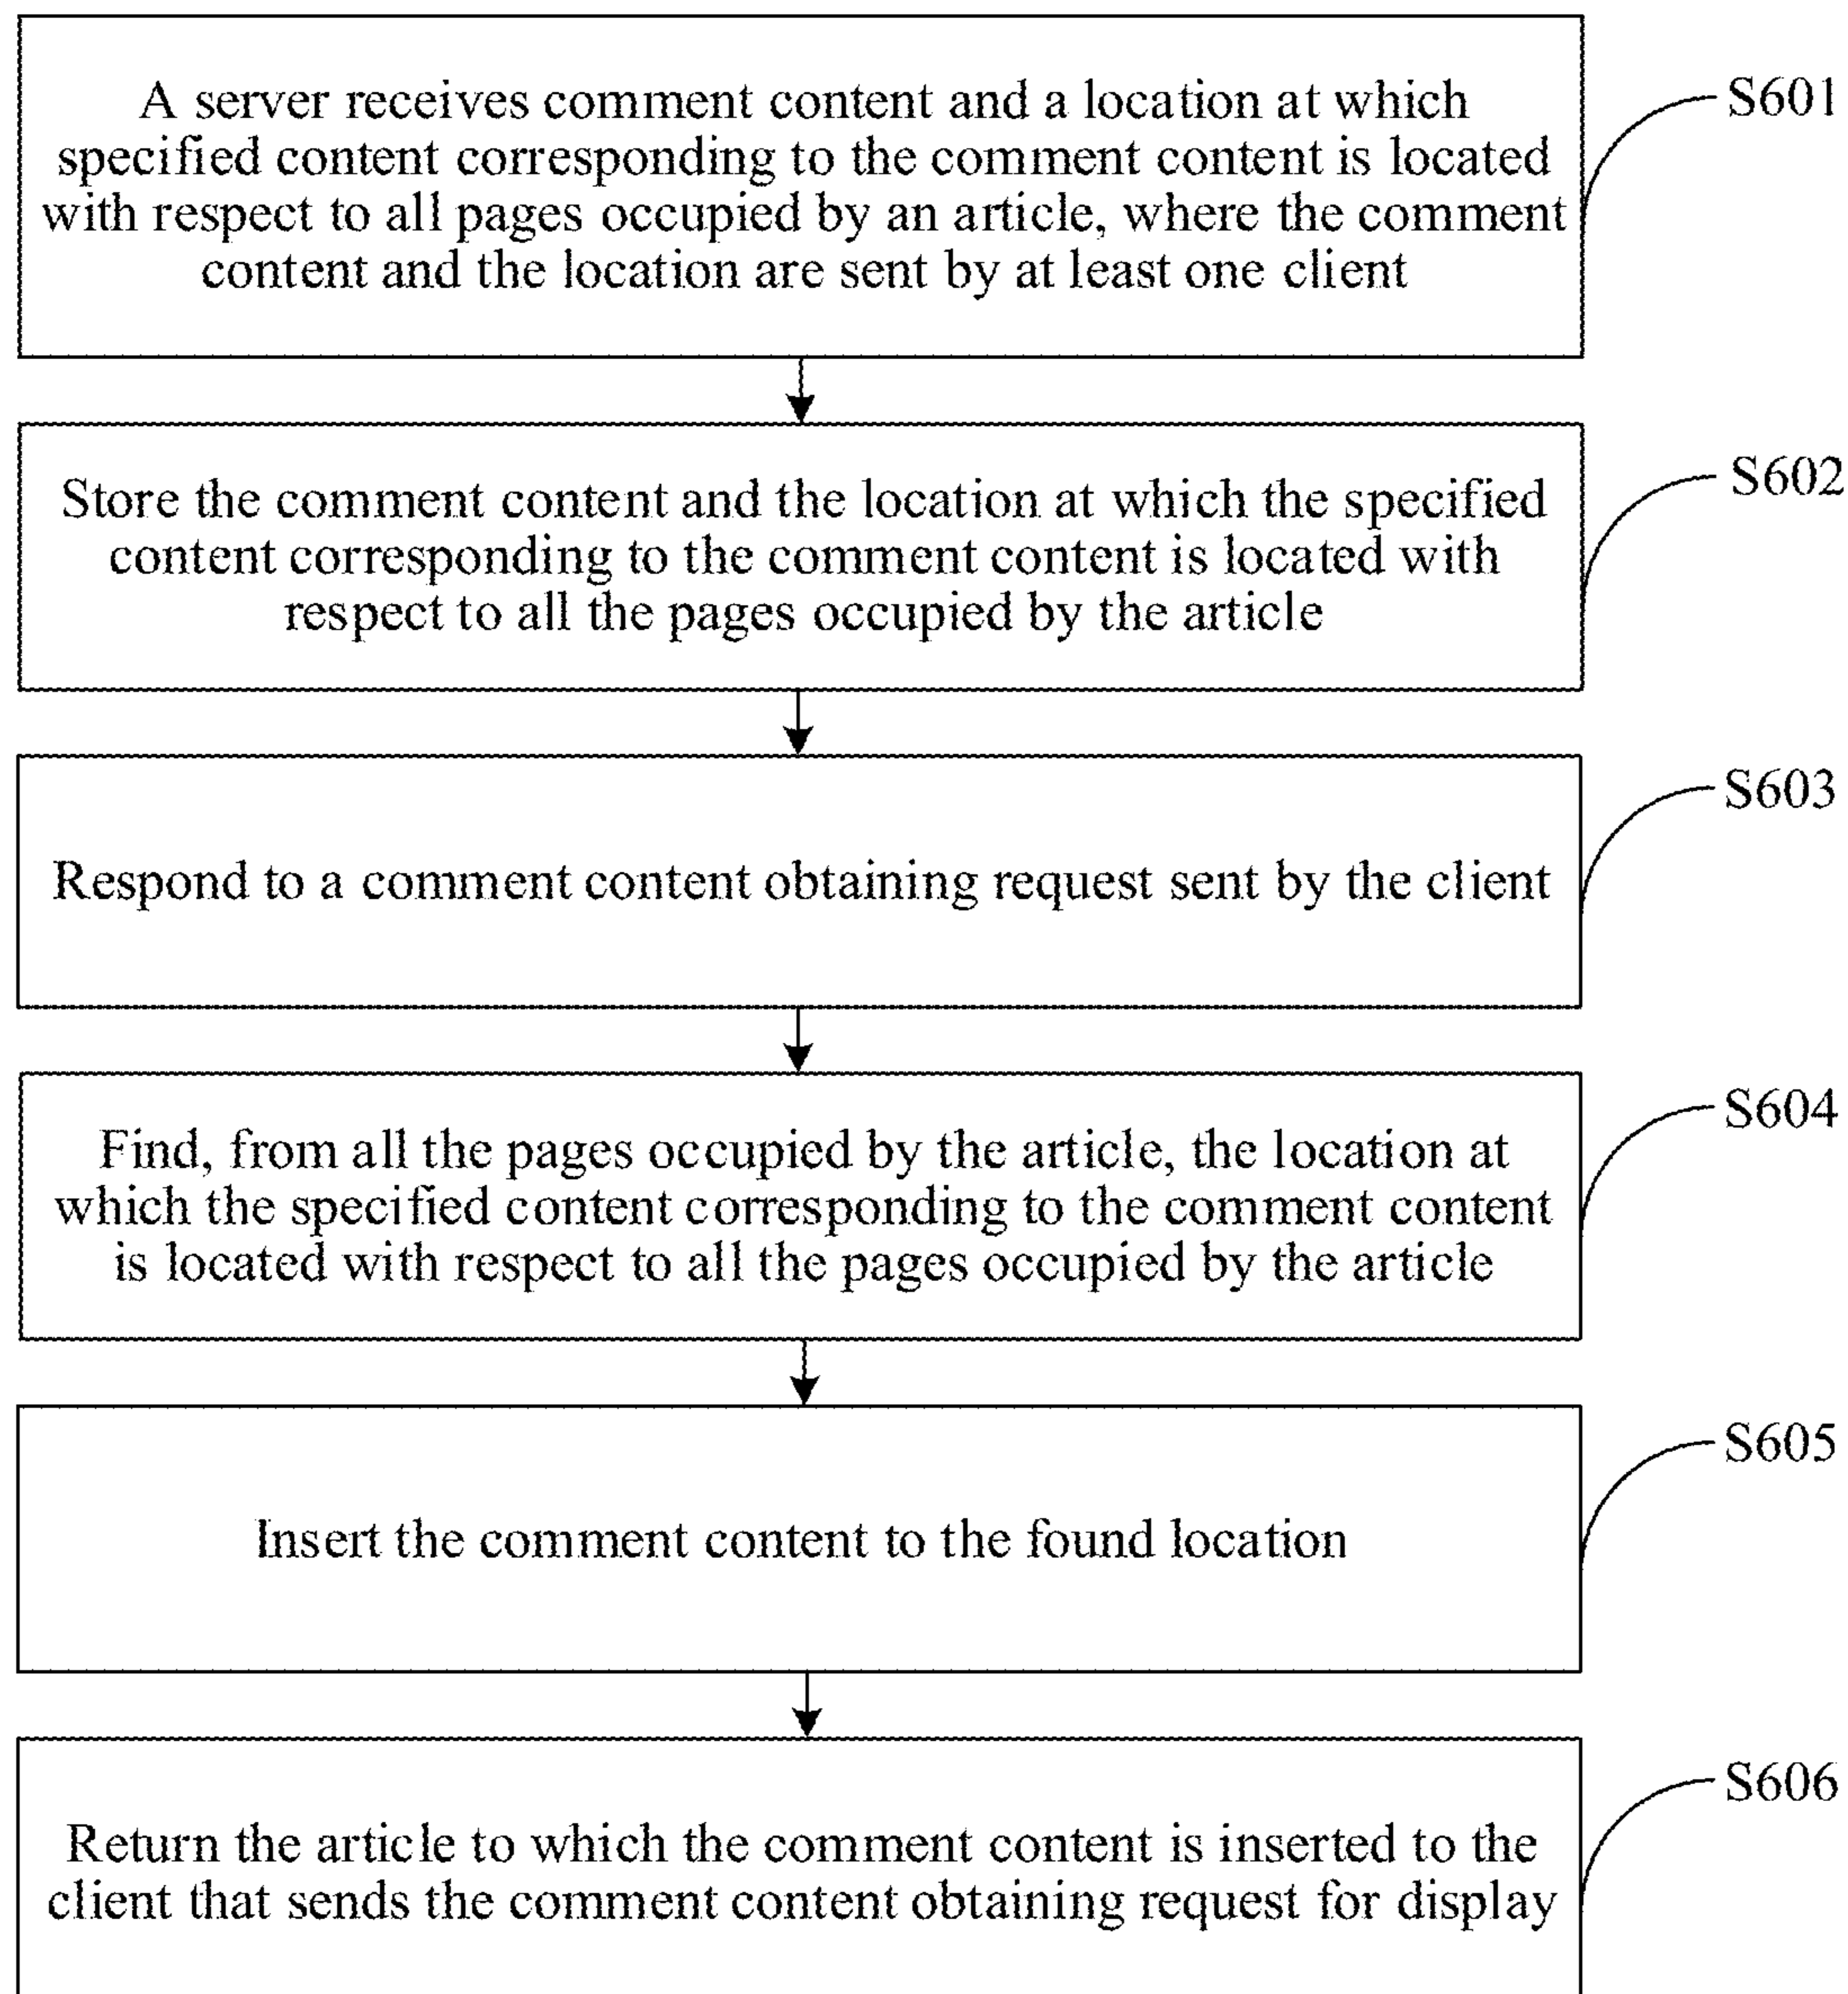 A server receives comment content and a location at which
specified content corresponding to the comment content is located
with respect to all pages occupied by an article, where the comment
content and the location are sent by at least one client
S601
Store the comment content and the location at which the specified
content corresponding to the comment content is located with
respect to all the pages occupied by the article
S602
Respond to a comment content obtaining request sent by the client
S603
Find, from all the pages occupied by the article, the location at
which the specified content corresponding to the comment content
is located with respect to all the pages occupied by the article
S604
Insert the comment content to the found location
S605
Return the article to which the comment content is inserted to the
client that sends the comment content obtaining request for display
S606